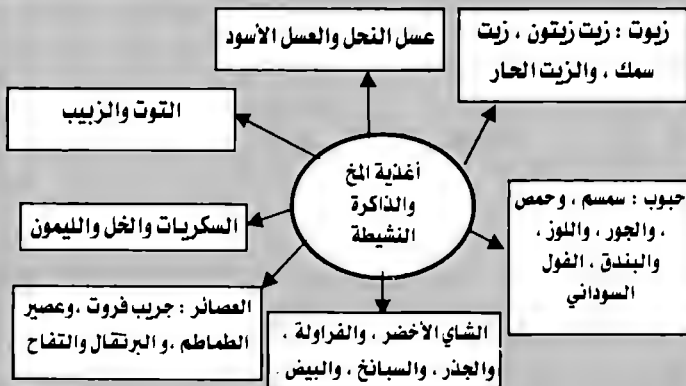 عسل النحل والعسل الأسود
زيوت : زيت زيتون ، زيت
سمك ، والزيت الحار
التوت والزبيب
أغذية المخ
والذاكرة
النشيطة
حبوب : سمسم ، وحمص
، والجور ، واللوز ،
والبندق ، الفول
السوداني
السكريات والخل والليمون
العصائر : جريب فروت ، وعصير
الطماطم ، و البرتقال والتفاح
الشاي الأخضر ، والفراولة ،
والجذر ، والسبانخ ، والبيض .